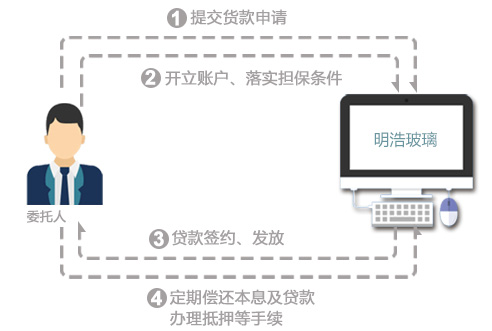 1 提交货款申请
2 开立账户、落实担保条件
明浩玻璃
委托人
3 贷款签约、发放
4 定期偿还本息及贷款
办理抵押等手续